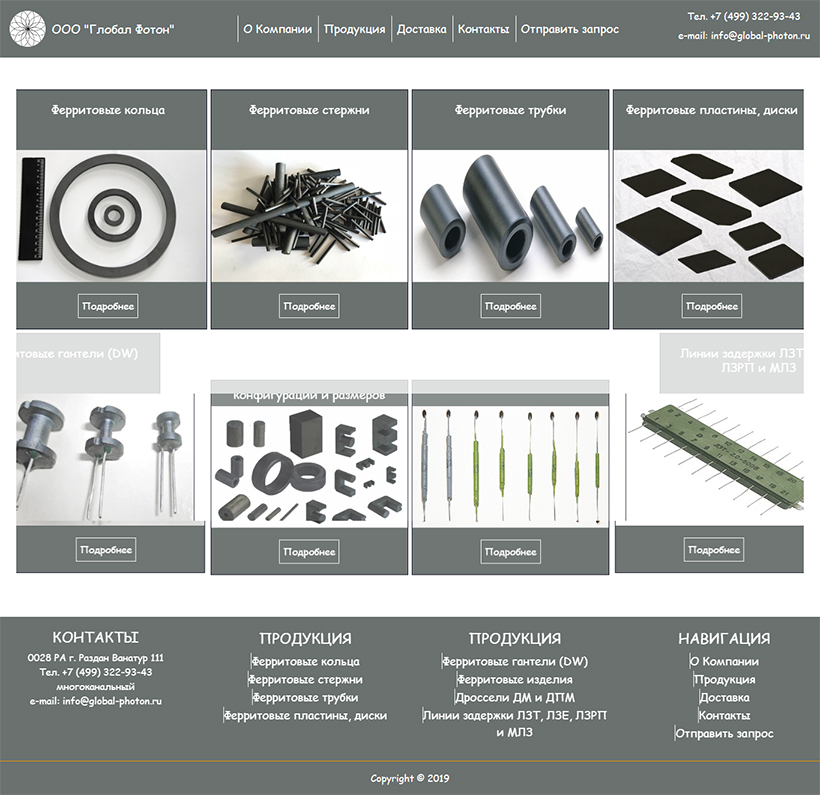 ООО "Глобал Фотон"
О Компании
Продукция
Доставка
Контакты
Отправить запрос
Тел. +7 (499) 322-93-43
e-mail: info@global-photon.ru
Ферритовые кольца
Ферритовые стержни
Ферритовые трубки
Ферритовые пластины, диски
Подробнее
Подробнее
Подробнее
Подробнее
итовые гантели (DW)
Линии задержки ЛЗТ
ЛЗРП и МЛЗ
конфигураций и размеров
Подробнее
Подробнее
Подробнее
Подробнее
КОНТАКТЫ
0028 РА г. Раздан Ванатур 111
Тел. +7 (499) 322-93-43
многоканальный
e-mail: info@global-photon.ru
ПРОДУКЦИЯ
Ферритовые кольца
Ферритовые стержни
Ферритовые трубки
Ферритовые пластины, диски
ПРОДУКЦИЯ
Ферритовые гантели (DW)
Ферритовые изделия
Дроссели ДМ и ДПМ
Линии задержки ЛЗТ, ЛЗЕ, ЛЗРП
и МЛЗ
НАВИГАЦИЯ
О Компании
Продукция
Доставка
Контакты
Отправить запрос
Copyright © 2019